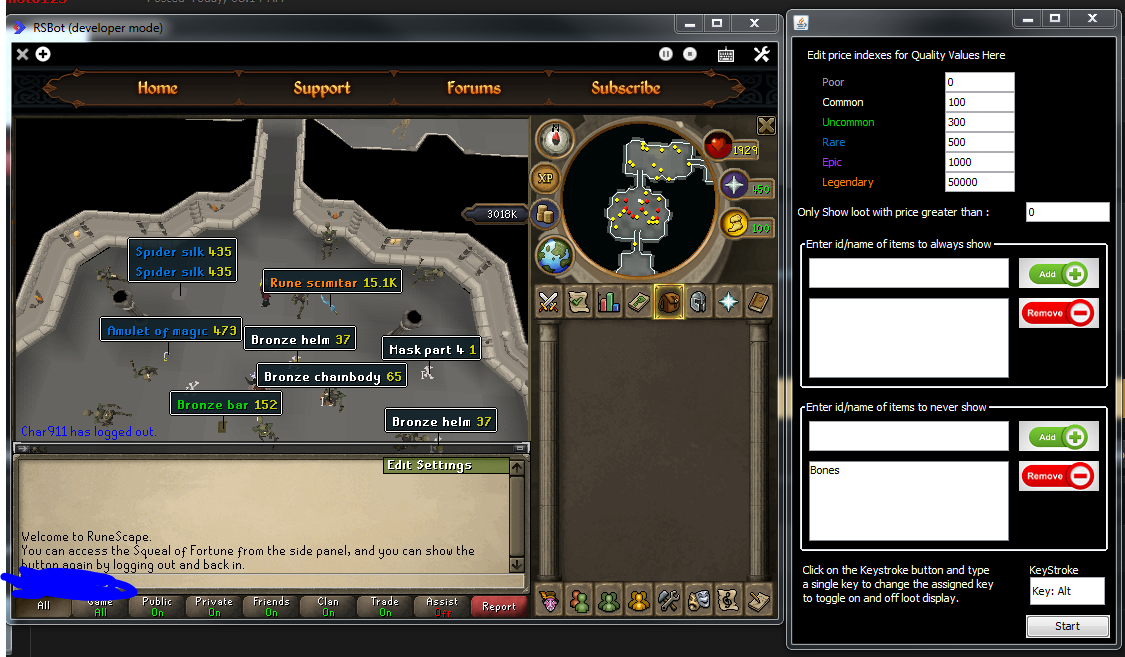 RSBot (developer mode)
Home
Support
Forums
Subscribe
N
1929
XP
450
3018K
100
Spider silk 435
Spider silk 435
Rune scimitar 15.1K
Amulet of magic 473
Bronze helm 37
Mask part 4 1
Bronze chainbody 65
Bronze bar 152
Bronze helm 37
Char911 has logged out.
Edit Settings
Welcome to RuneScape.
You can access the Squeal of Fortune from the side panel, and you can show the
button again by logging out and back in.
All
Game
All
Public
On
Private
On
Friends
On
Clan
On
Trade
On
Assist
Off
Report
Edit price indexes for Quality Values Here
Poor 0
Common 100
Uncommon 300
Rare 500
Epic 1000
Legendary 50000
Only Show loot with price greater than : 0
Enter id/name of items to always show
Add
Remove
Enter id/name of items to never show
Add
Bones
Remove
Click on the Keystroke button and type
a single key to change the assigned key
to toggle on and off loot display.
KeyStroke
Key: Alt
Start